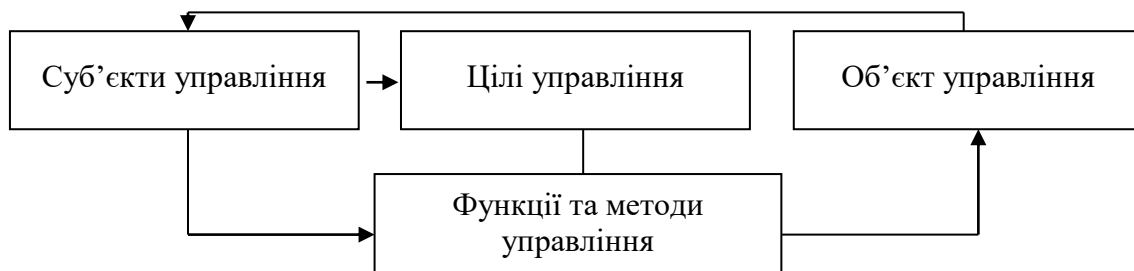 Суб’єкти управління
Цілі управління
Об’єкт управління
Функції та методи
управління